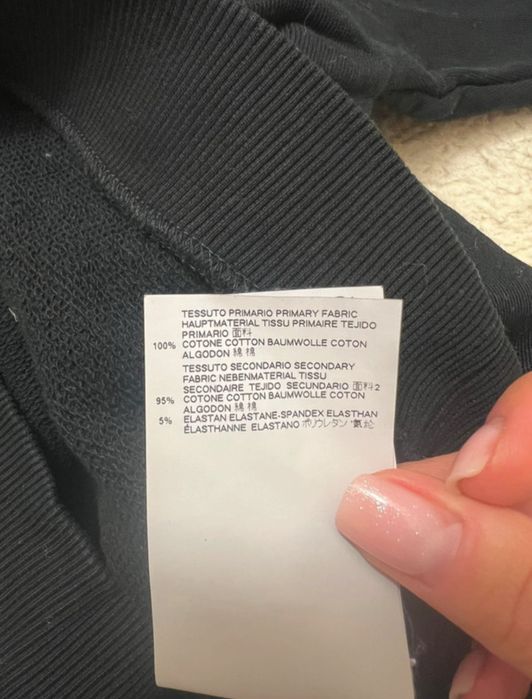 TESSUTO PRIMARIO PRIMARY FABRIC
HAUPTMATERIAL TISSU PRIMAIRE TEJIDO
PRIMARIO 面料
100% COTONE COTTON BAUMWOLLE COTON
ALGODON 綿 棉
TESSUTO SECONDARIO SECONDARY
FABRIC NEBENMATERIAL TISSU
SECONDAIRE TEJIDO SECUNDARIO 面料2
95% COTONE COTTON BAUMWOLLE COTON
ALGODON 綿 棉
5% ELASTAN ELASTANE-SPANDEX ELASTHAN
ÉLASTHANNE ELASTANO ポリウレタン 氨纶